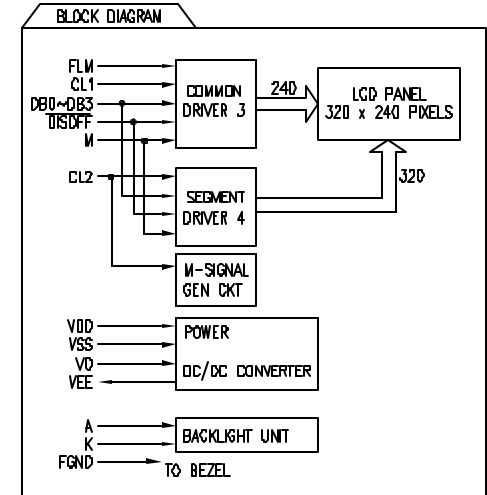 BLOCK DIAGRAM
FLM
CL1
DB0~DB3
DISOFF
M
CL2
COMMON
DRIVER 3
240
LCD PANEL
320 x 240 PIXELS
320
SEGMENT
DRIVER 4
M-SIGNAL
GEN CKT
VDD
VSS
VO
VEE
POWER
DC/DC CONVERTER
A
K
FGND
BACKLIGHT UNIT
TO BEZEL